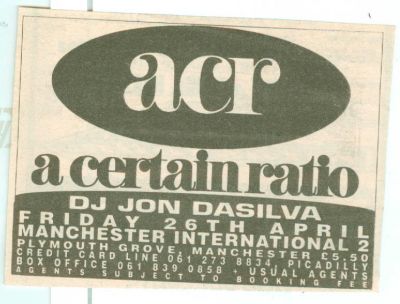 acr
a certain ratio
DJ JON DASILVA
FRIDAY 26TH APRIL
MANCHESTER INTERNATIONAL 2
PLYMOUTH GROVE, MANCHESTER £5.50
CREDIT CARD LINE 061 273 8834, PICADILLY
BOX OFFICE 061 839 0858 + USUAL AGENTS
AGENTS SUBJECT TO BOOKING FEE